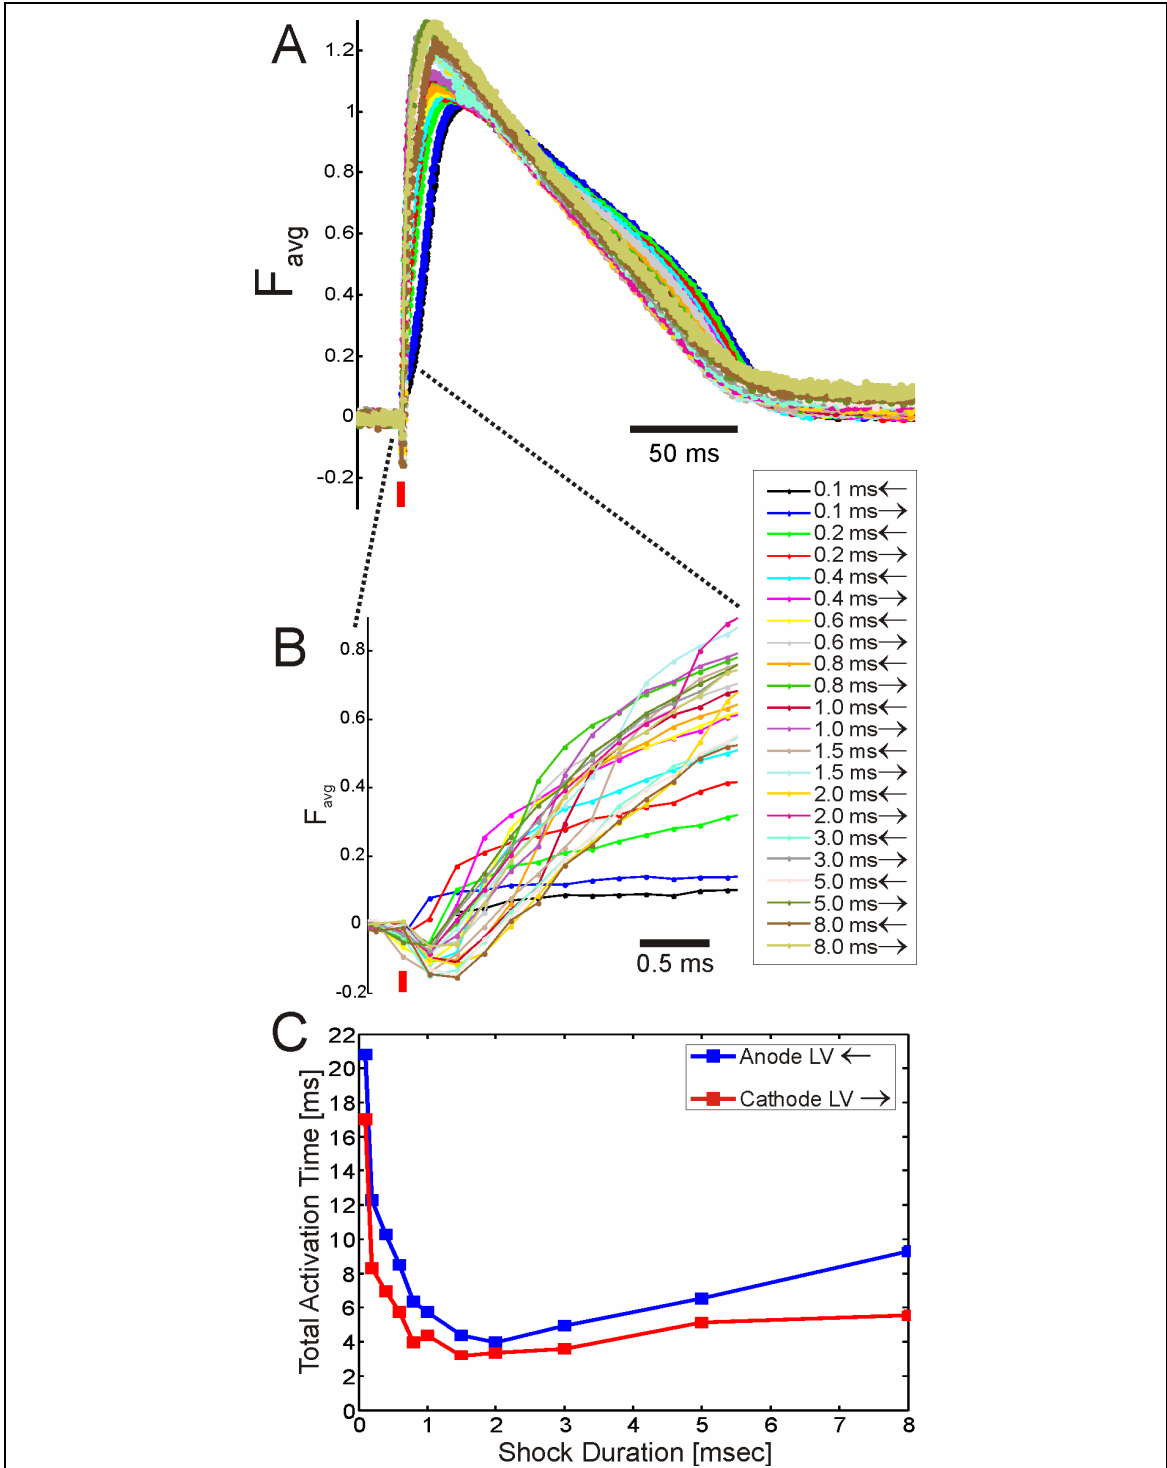 A
1.2
1
0.8
0.6
0.4
0.2
0
-0.2
F avg
50 ms
0.1 ms←
0.1 ms→
0.2 ms←
0.2 ms→
0.4 ms←
0.4 ms→
0.6 ms←
0.6 ms→
0.8 ms←
0.8 ms→
1.0 ms←
1.0 ms→
1.5 ms←
1.5 ms→
2.0 ms←
2.0 ms→
3.0 ms←
3.0 ms→
5.0 ms←
5.0 ms→
8.0 ms←
8.0 ms→
B
0.8
0.6
0.4
0.2
0
-0.2
F avg
0.5 ms
C
22
20
18
16
14
12
10
8
6
4
2
0
Total Activation Time [ms]
Anode LV ←
Cathode LV →
0 1 2 3 4 5 6 7 8
Shock Duration [msec]